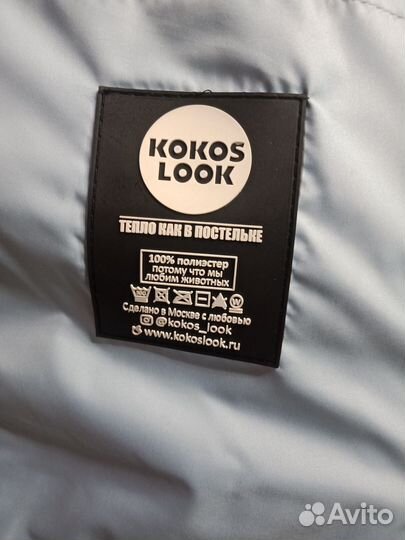 KOKOS
LOOK
ТЕПЛО КАК В ПОСТЕЛЬКЕ
100% полиэстер
потому что мы
любим животных
Сделано в Москве с любовью
@kokos_look
www.kokoslook.ru
Avito